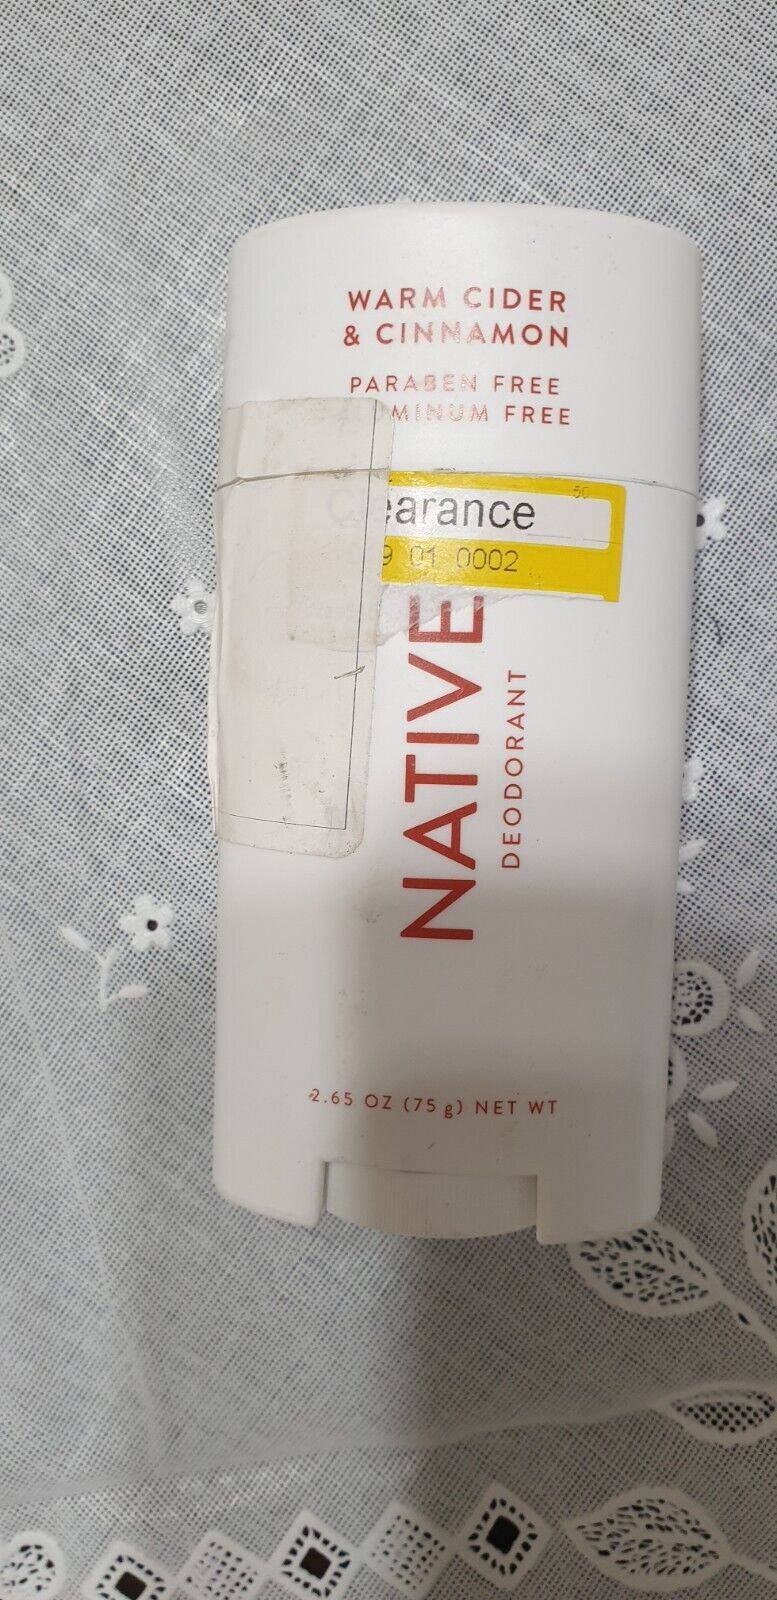 WARM CIDER
& CINNAMON
PARABEN FREE
MINUM FREE
Clearance
50
9 01 0002
NATIVE
DEODORANT
2.65 OZ (75 g) NET WT